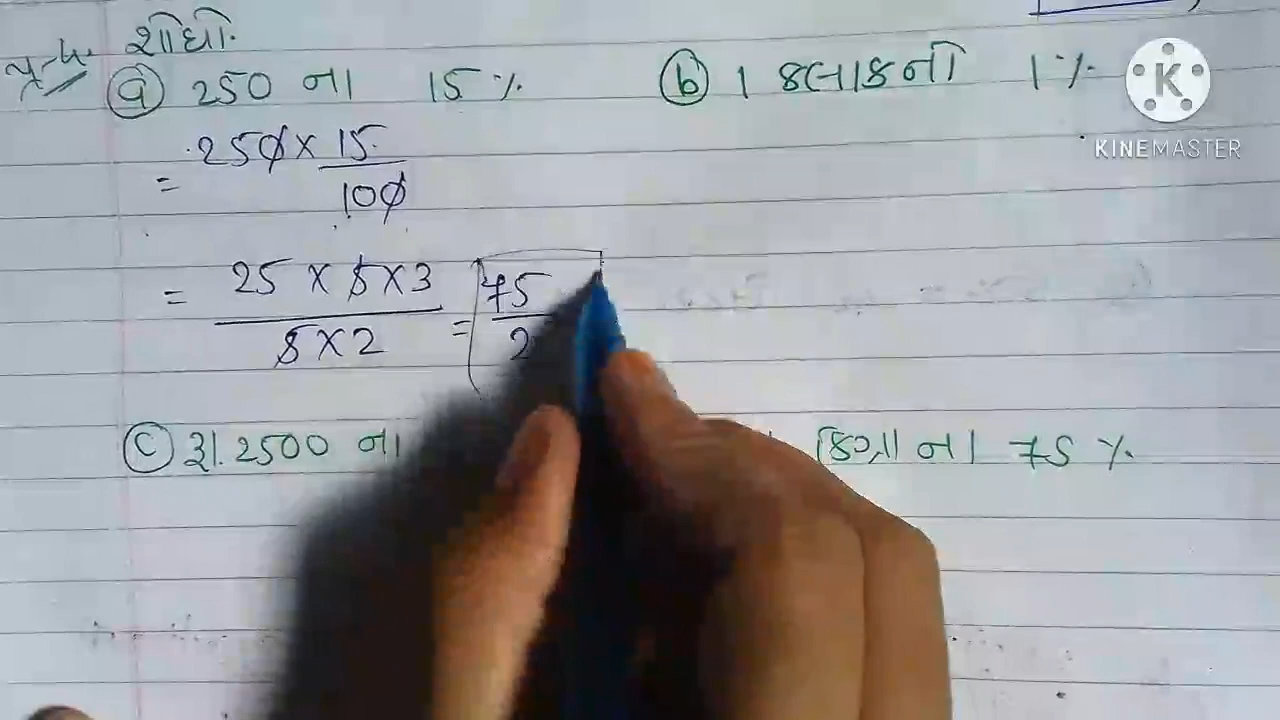 પ્ર-૫. શોધો.
(a) 250 ના 15 % (b) 1 કલાકનો 1 %
= 250 × 15/100
= 25 × 5 × 3 / 5 × 2 = 75/2
(c) રૂા. 2500 ના કિગ્રા ના 75 %
KINEMASTER